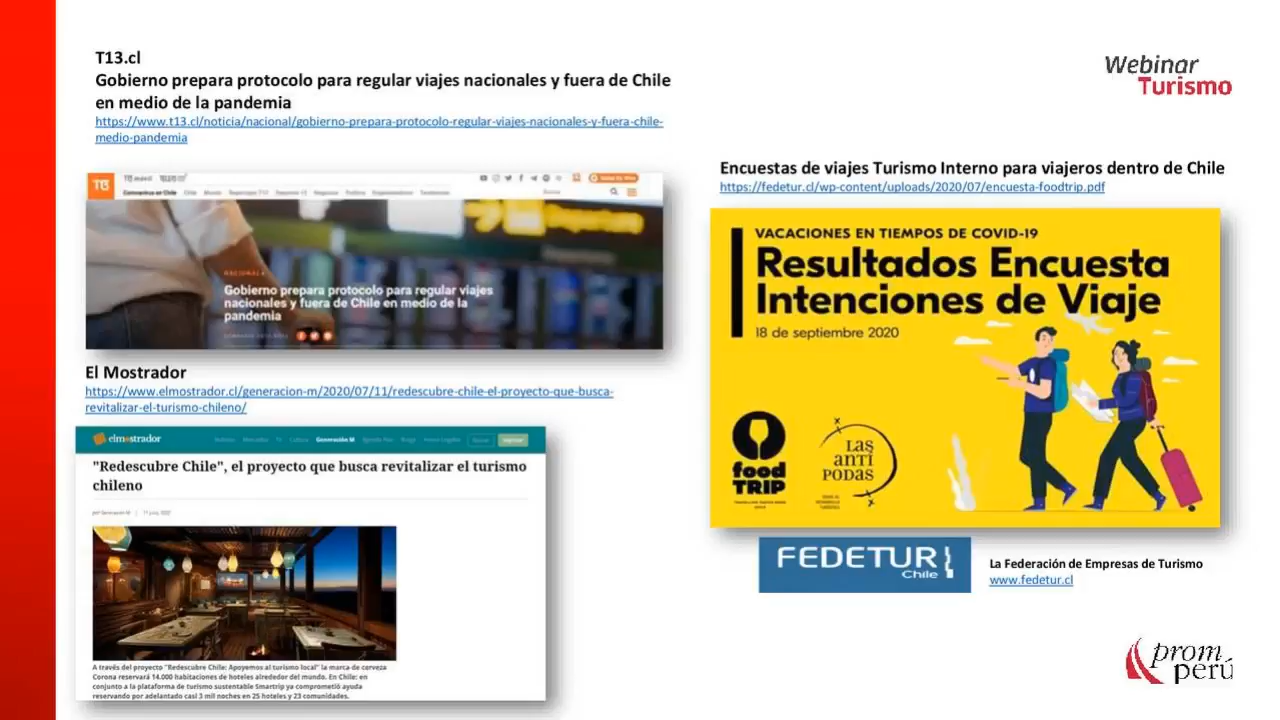 T13.cl
Gobierno prepara protocolo para regular viajes nacionales y fuera de Chile
en medio de la pandemia
https://www.t13.cl/noticia/nacional/gobierno-prepara-protocolo-regular-viajes-nacionales-y-fuera-chile-
medio-pandemia
T13
NACIONAL
Gobierno prepara protocolo para regular viajes
nacionales y fuera de Chile en medio de la
pandemia
El Mostrador
https://www.elmostrador.cl/generacion-m/2020/07/11/redescubre-chile-el-proyecto-que-busca-
revitalizar-el-turismo-chileno/
elmostrador
Generación M
"Redescubre Chile", el proyecto que busca revitalizar el turismo
chileno
por Generación M
A través del proyecto "Redescubre Chile: Apoyemos al turismo local" la marca de cerveza
Corona reservará 14.000 habitaciones de hoteles alrededor del mundo. En Chile: en
conjunto a la plataforma de turismo sustentable Smartrip ya comprometió ayuda
reservando por adelantado casi 3 mil noches en 25 hoteles y 23 comunidades.
Webinar
Turismo
Encuestas de viajes Turismo Interno para viajeros dentro de Chile
https://fedetur.cl/wp-content/uploads/2020/07/encuesta-foodtrip.pdf
VACACIONES EN TIEMPOS DE COVID-19
Resultados Encuesta
Intenciones de Viaje
18 de septiembre 2020
food
TRIP
LAS
anTÍ
PODAS
FEDETUR
Chile
La Federación de Empresas de Turismo
www.fedetur.cl
prom
perú